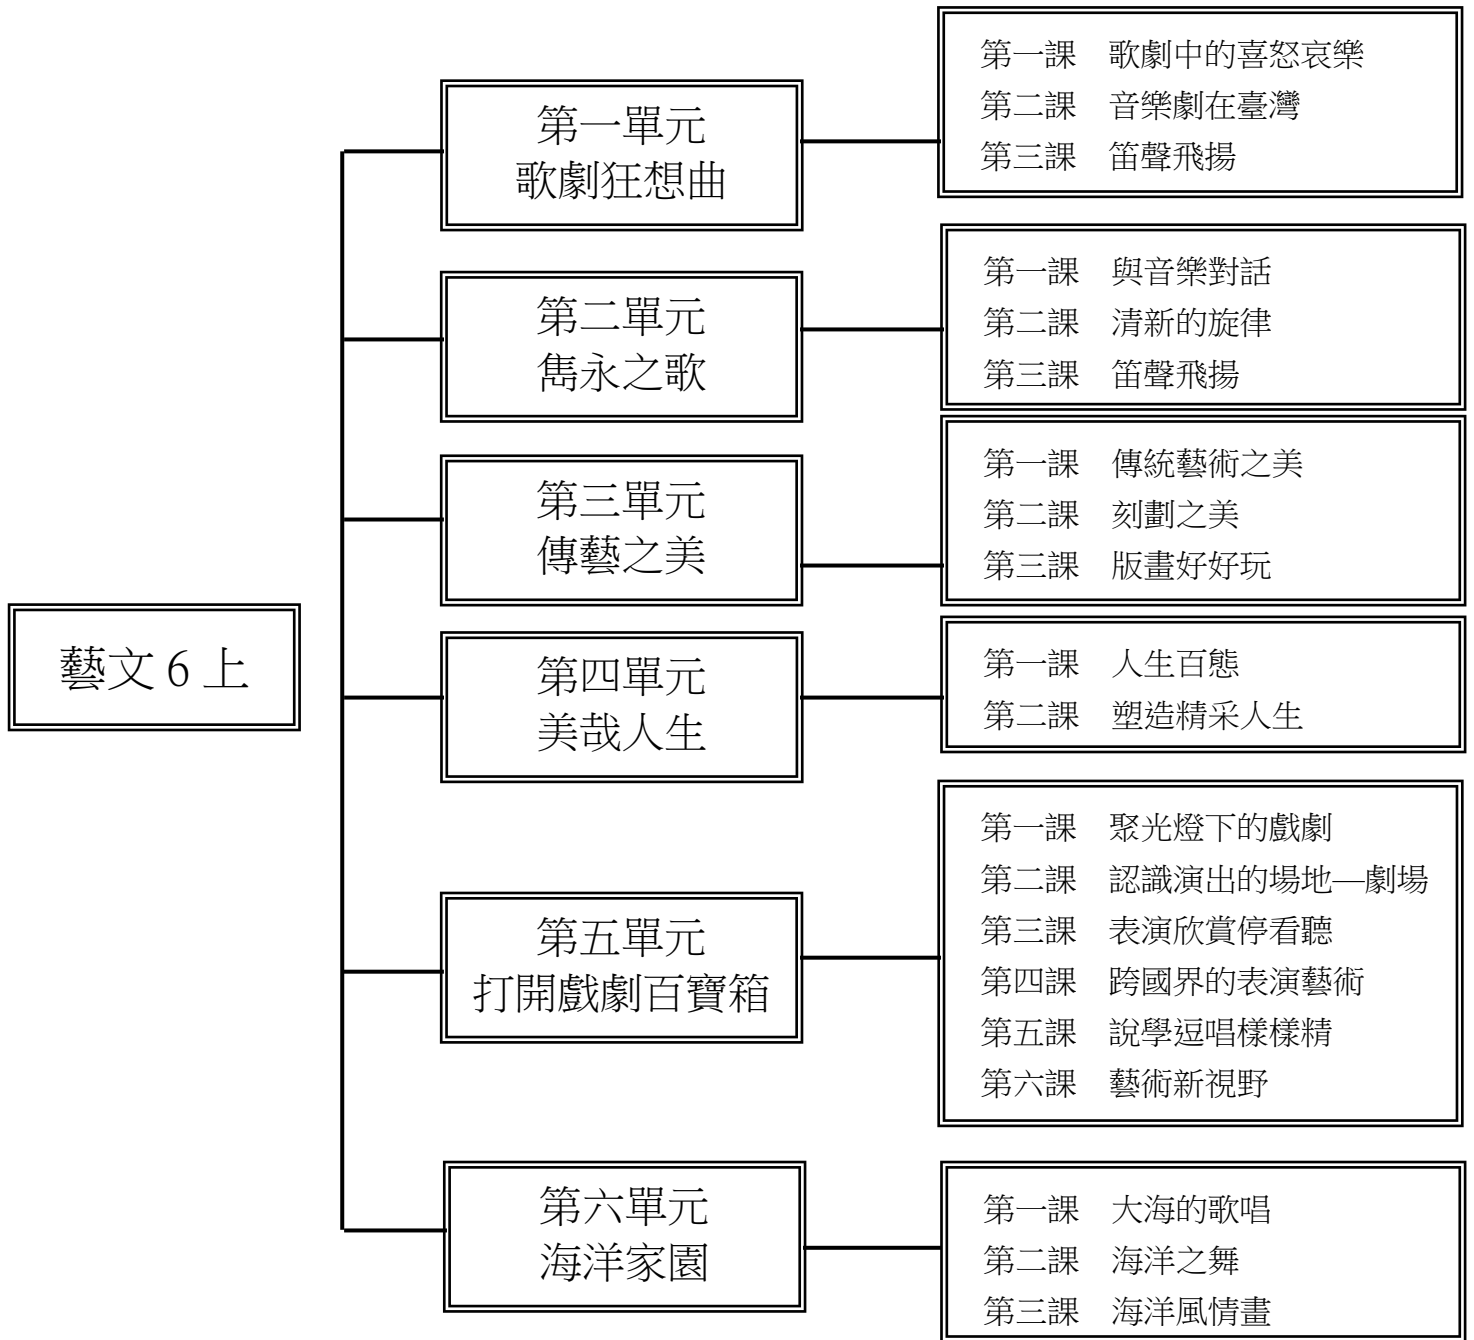 藝文 6 上
第一單元
歌劇狂想曲
第一課　歌劇中的喜怒哀樂
第二課　音樂劇在臺灣
第三課　笛聲飛揚
第二單元
雋永之歌
第一課　與音樂對話
第二課　清新的旋律
第三課　笛聲飛揚
第三單元
傳藝之美
第一課　傳統藝術之美
第二課　刻劃之美
第三課　版畫好好玩
第四單元
美哉人生
第一課　人生百態
第二課　塑造精采人生
第五單元
打開戲劇百寶箱
第一課　聚光燈下的戲劇
第二課　認識演出的場地—劇場
第三課　表演欣賞停看聽
第四課　跨國界的表演藝術
第五課　說學逗唱樣樣精
第六課　藝術新視野
第六單元
海洋家園
第一課　大海的歌唱
第二課　海洋之舞
第三課　海洋風情畫